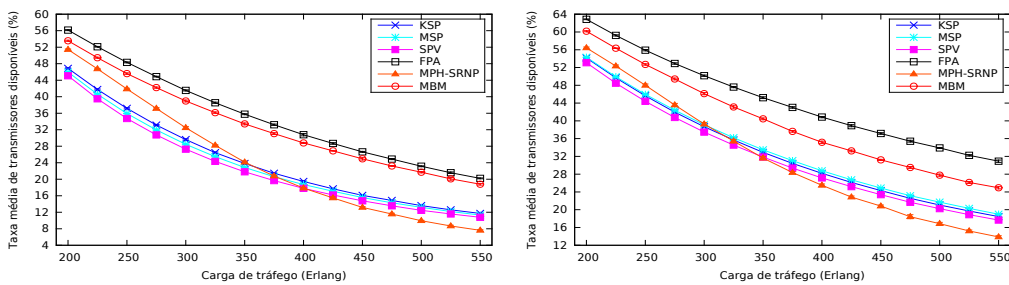 Taxa média de transmissores disponíveis (%)
60
56
52
48
44
40
36
32
28
24
20
16
12
8
4
200 250 300 350 400 450 500 550
Carga de tráfego (Erlang)
KSP
MSP
SPV
FPA
MPH-SRNP
MBM
Taxa média de transmissores disponíveis (%)
64
60
56
52
48
44
40
36
32
28
24
20
16
12
200 250 300 350 400 450 500 550
Carga de tráfego (Erlang)
KSP
MSP
SPV
FPA
MPH-SRNP
MBM